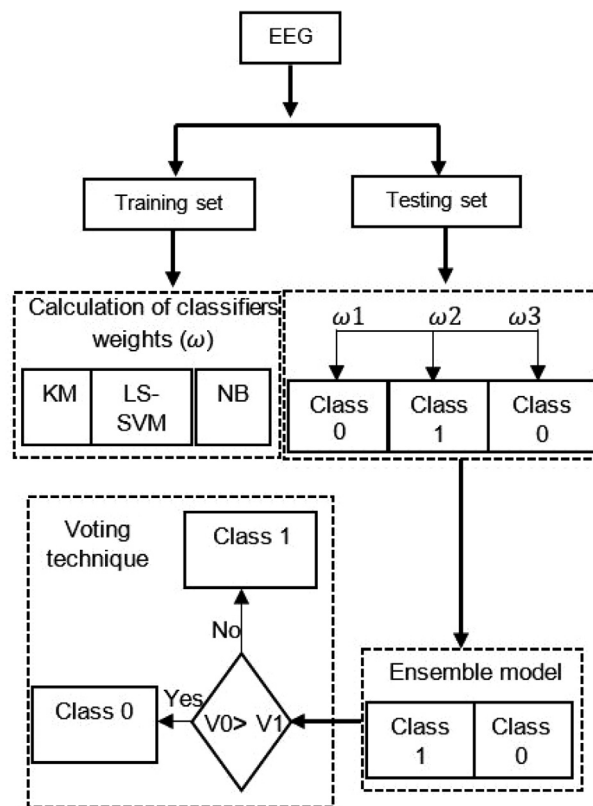 EEG
Training set
Testing set
Calculation of classifiers
weights (ω)
KM
LS-
SVM
NB
ω1
ω2
ω3
Class
0
Class
1
Class
0
Voting
technique
Class 1
No
Yes
Class 0
V0> V1
Ensemble model
Class
1
Class
0